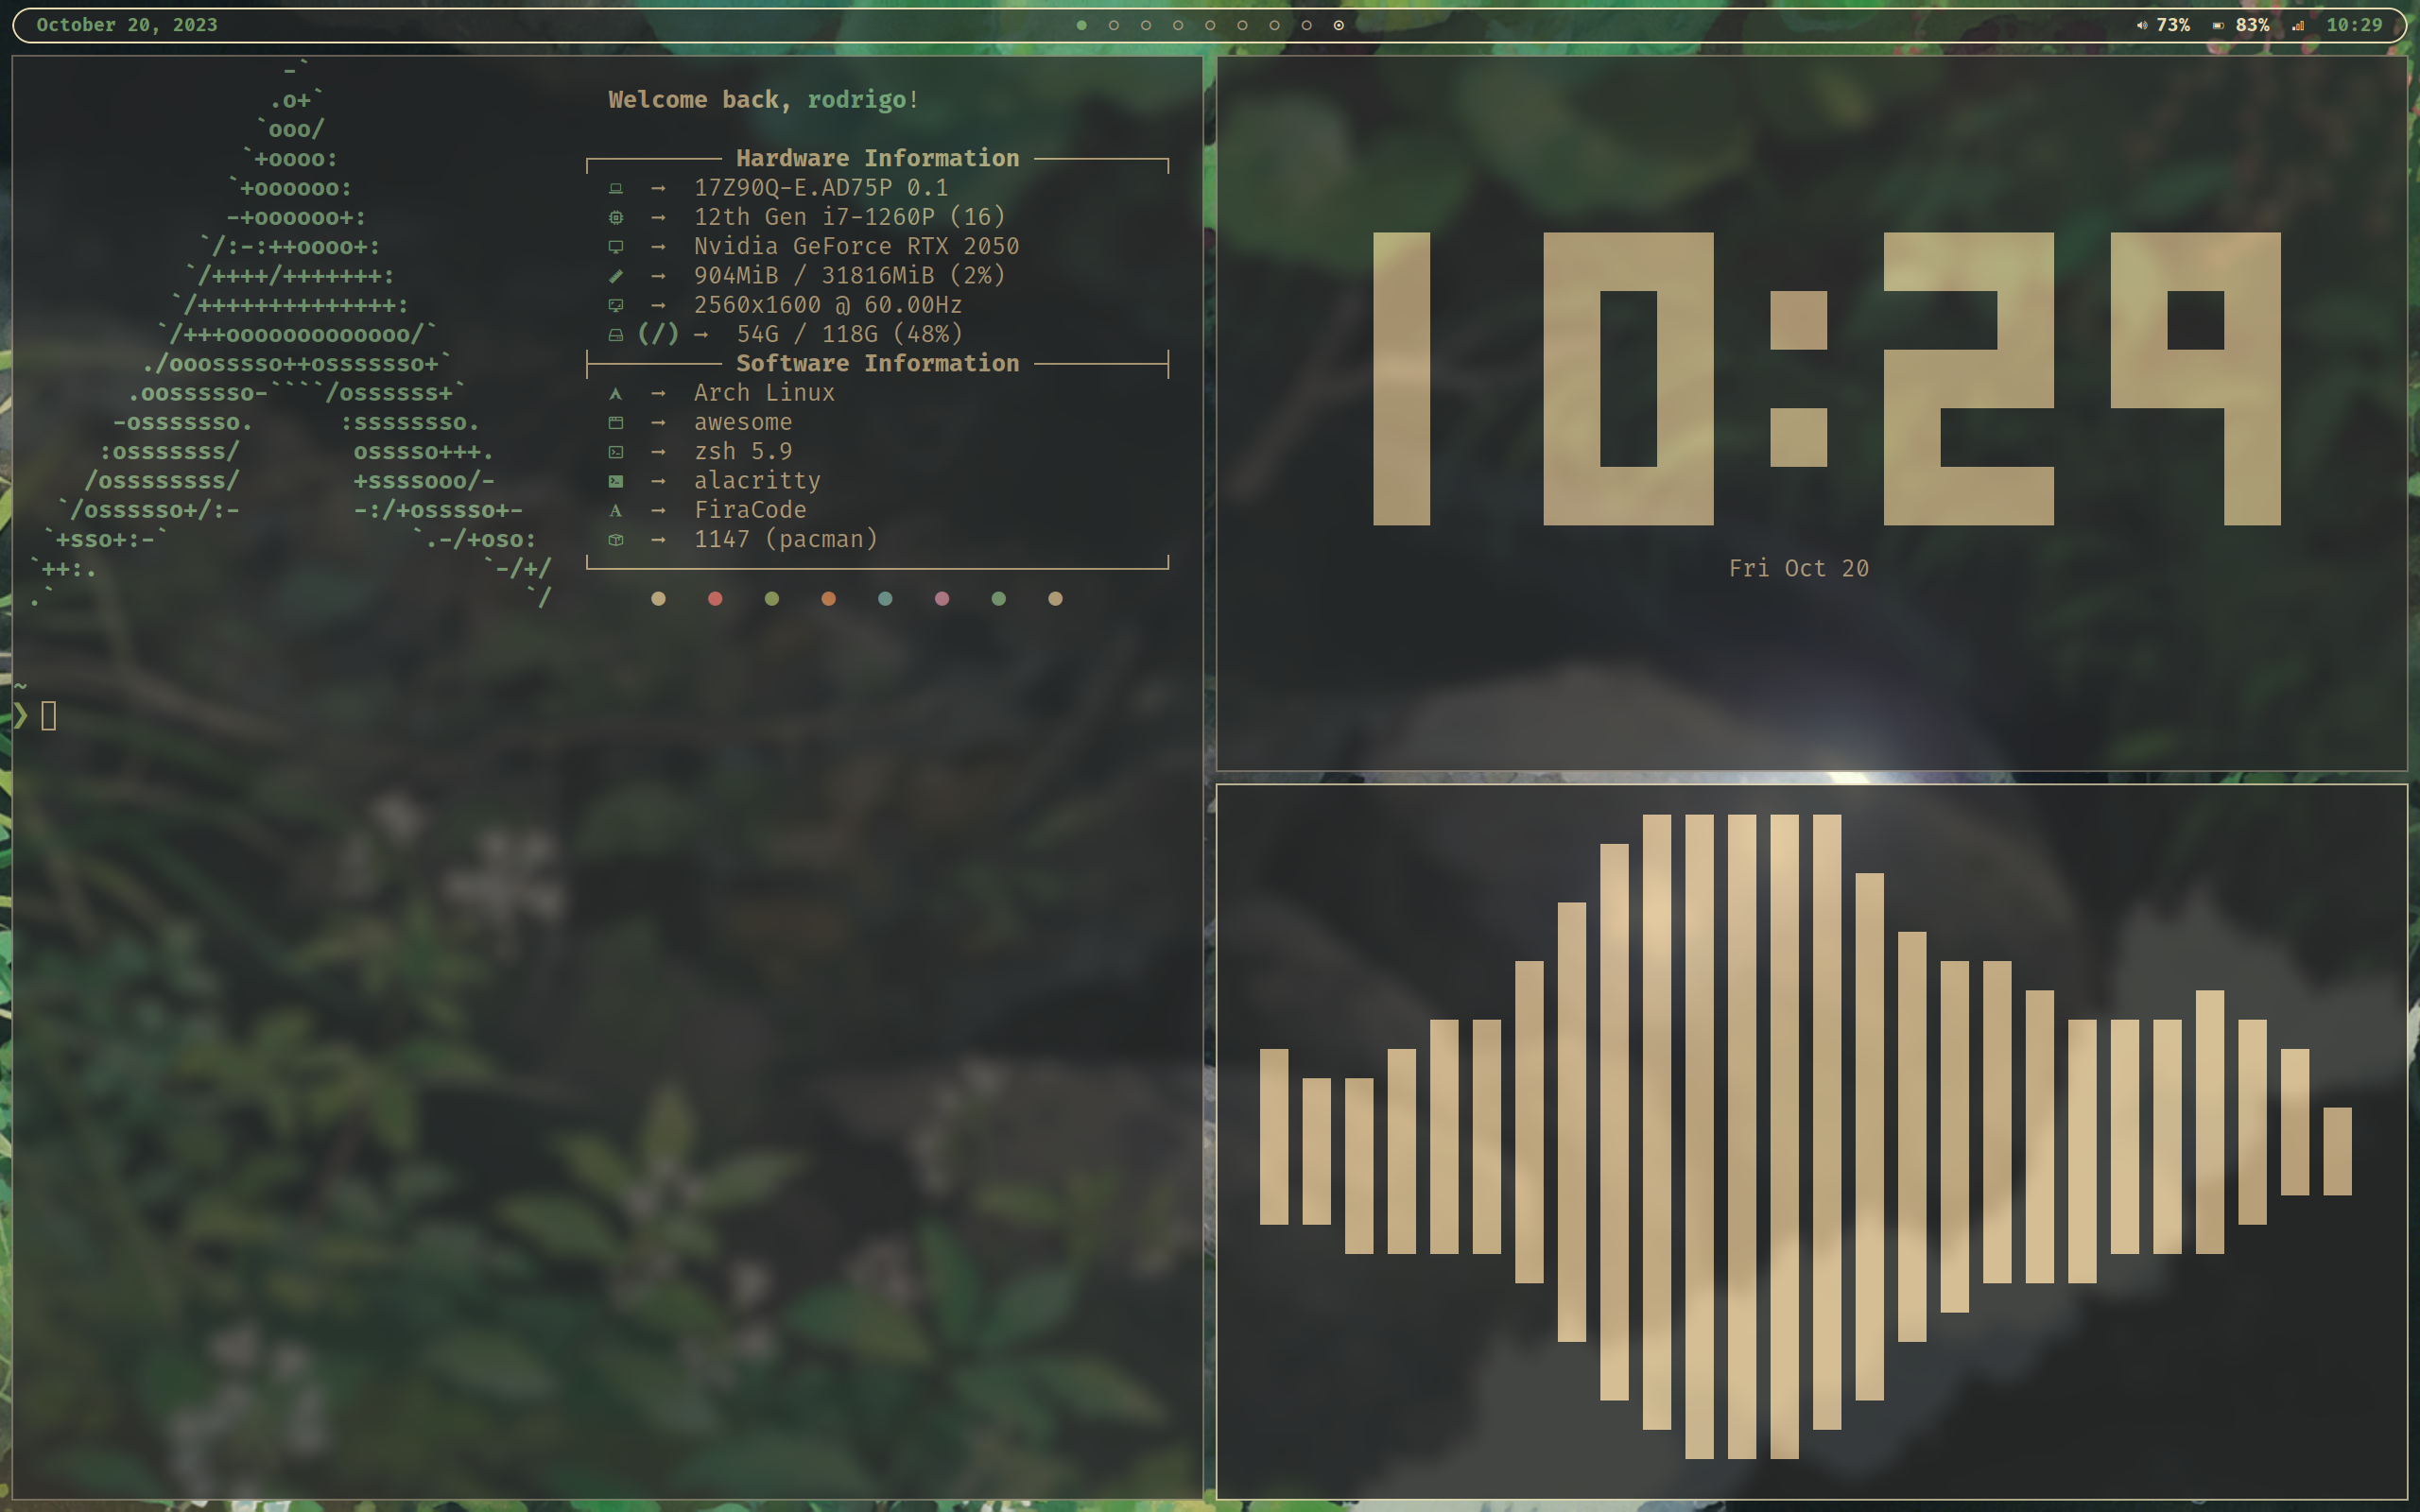 October 20, 2023
73% 83% 10:29
-`
.o+`
`ooo/
`+oooo:
`+oooooo:
-+oooooo+:
`/:-:++oooo+:
`/++++/+++++++:
`/++++++++++++++:
`/+++ooooooooooooo/`
./ooosssso++osssssso+`
.oossssso-````/ossssss+`
-osssssso.      :ssssssso.
:osssssss/        osssso+++.
/ossssssss/        +ssssooo/-
`/ossssso+/:-        -:/+osssso+-
`+sso+:-`                 `.-/+oso:
`++:.                           `-/+/
.`                                 `/
Welcome back, rodrigo!
Hardware Information
→ 17Z90Q-E.AD75P 0.1
→ 12th Gen i7-1260P (16)
→ Nvidia GeForce RTX 2050
→ 904MiB / 31816MiB (2%)
→ 2560x1600 @ 60.00Hz
(/) → 54G / 118G (48%)
Software Information
→ Arch Linux
→ awesome
→ zsh 5.9
→ alacritty
→ FiraCode
→ 1147 (pacman)
~
❯
10:29
Fri Oct 20